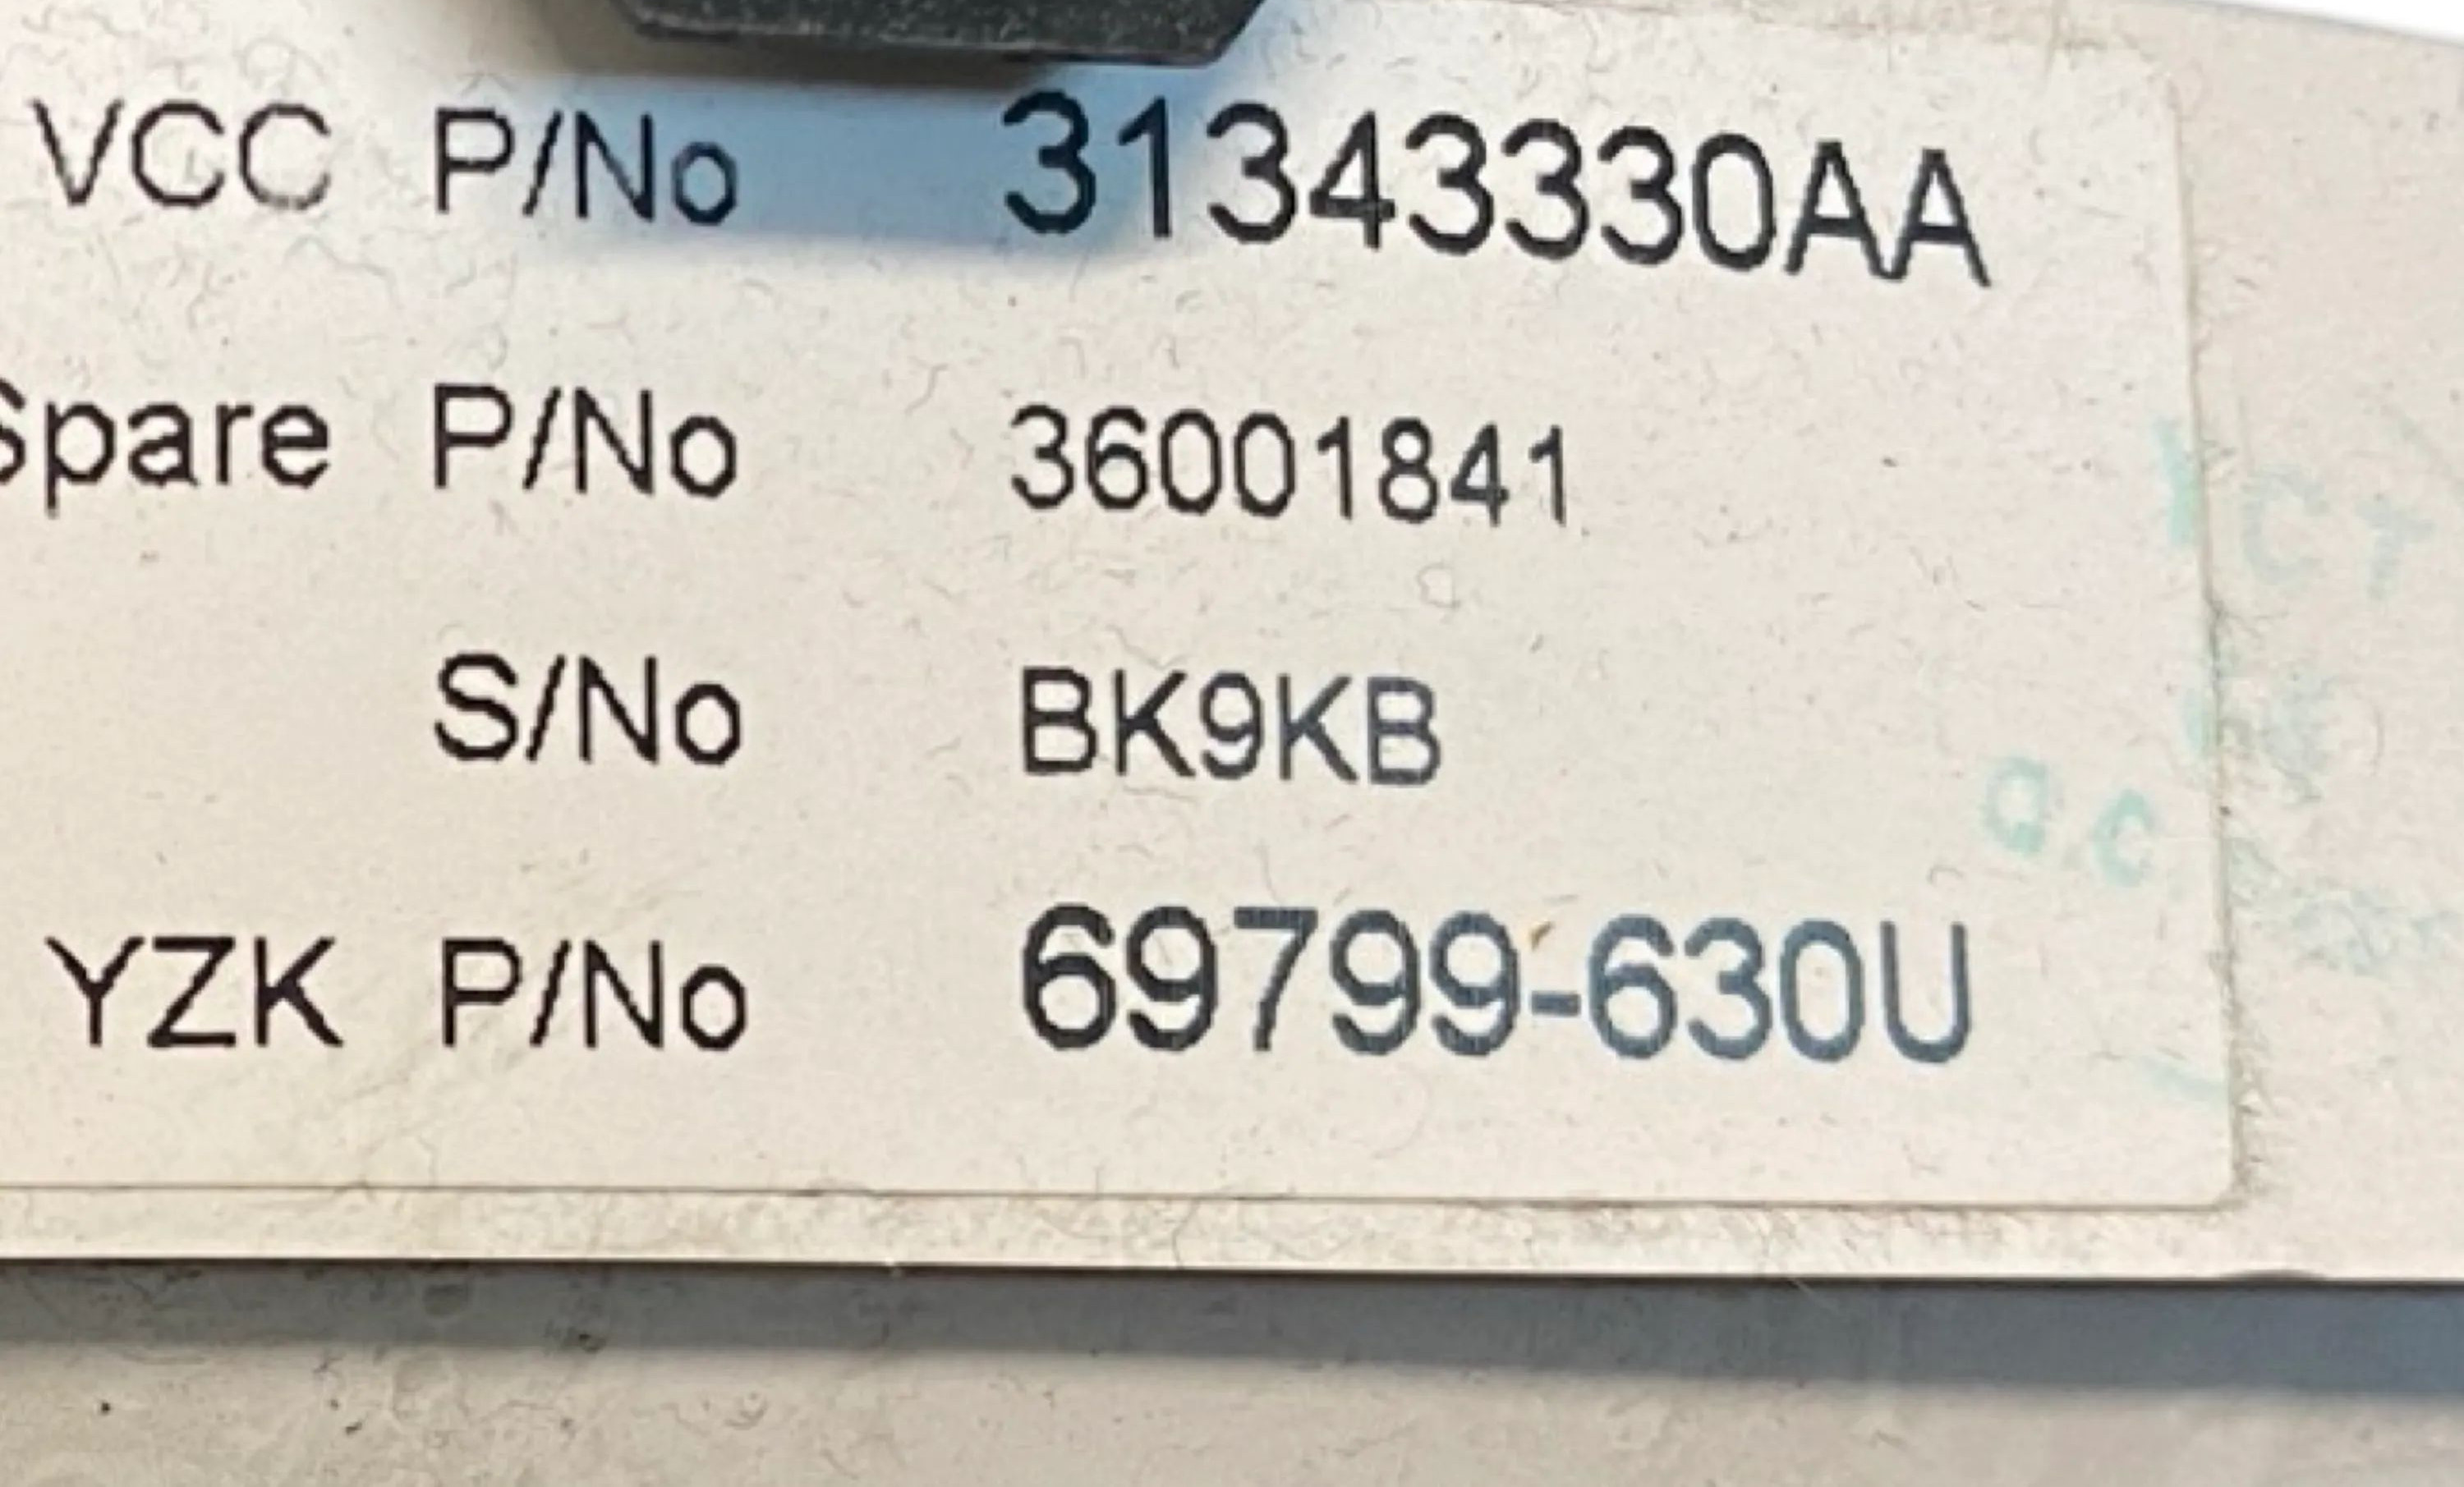 VCC P/No 31343330AA
Spare P/No 36001841
S/No BK9KB
YZK P/No 69799-630U
Q.C